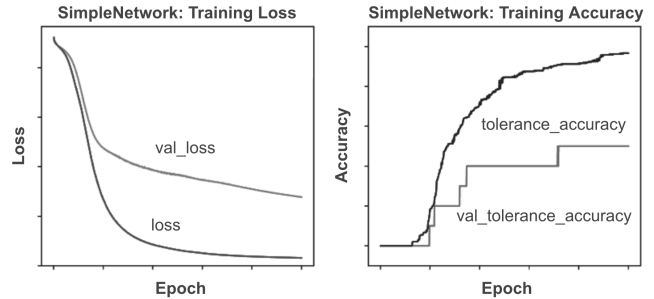 SimpleNetwork: Training Loss
Loss
val_loss
loss
Epoch
SimpleNetwork: Training Accuracy
Accuracy
tolerance_accuracy
val_tolerance_accuracy
Epoch